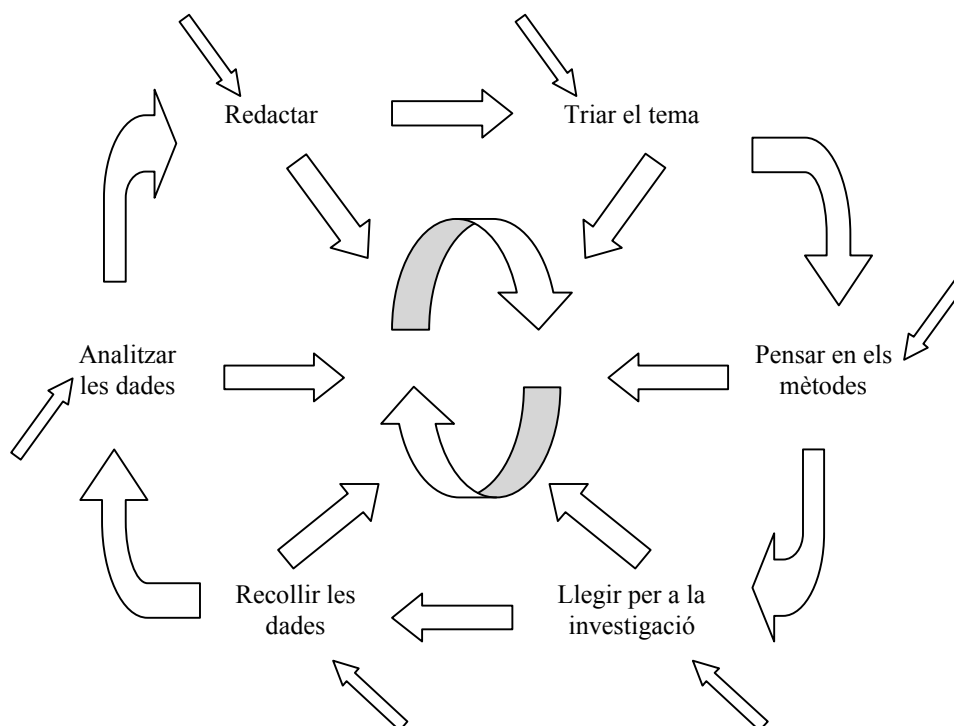 Redactar
Triar el tema
Pensar en els
mètodes
Llegir per a la
investigació
Recollir les
dades
Analitzar
les dades